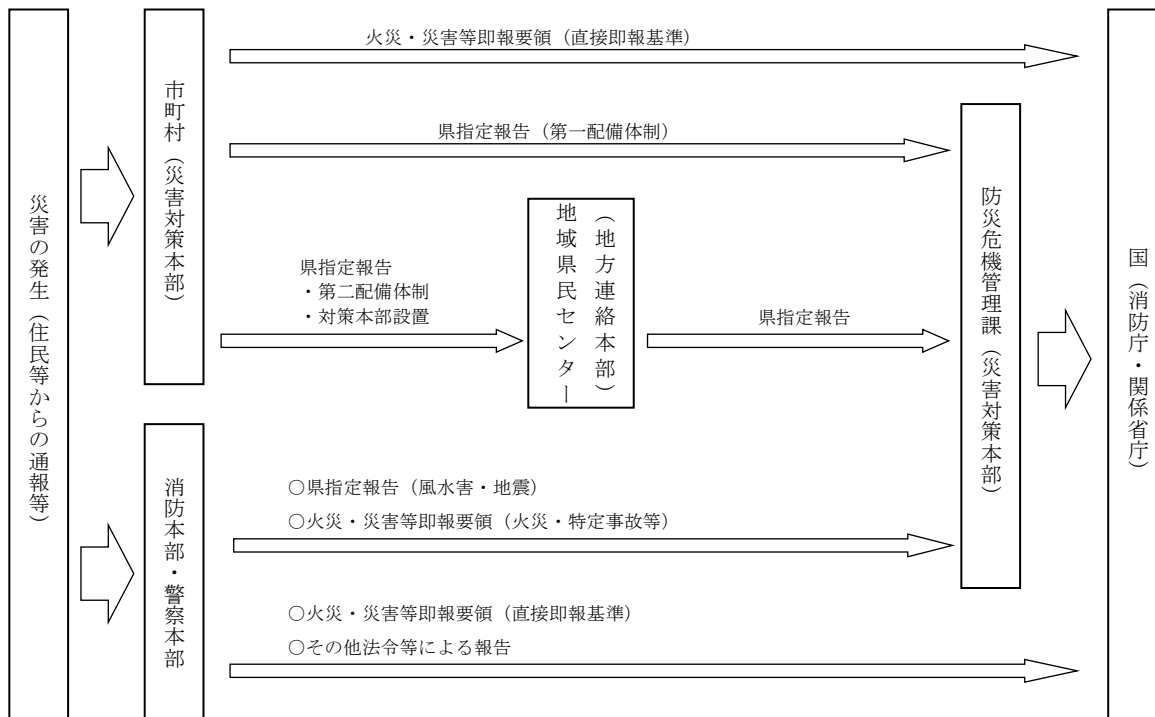 災害の発生（住民等からの通報等）
市町村（災害対策本部）
消防本部・警察本部
火災・災害等即報要領（直接即報基準）
県指定報告（第一配備体制）
県指定報告
・第二配備体制
・対策本部設置
（地方連絡本部）
地域県民センター
県指定報告
○県指定報告（風水害・地震）
○火災・災害等即報要領（火災・特定事故等）
○火災・災害等即報要領（直接即報基準）
○その他法令等による報告
防災危機管理課（災害対策本部）
国（消防庁・関係省庁）